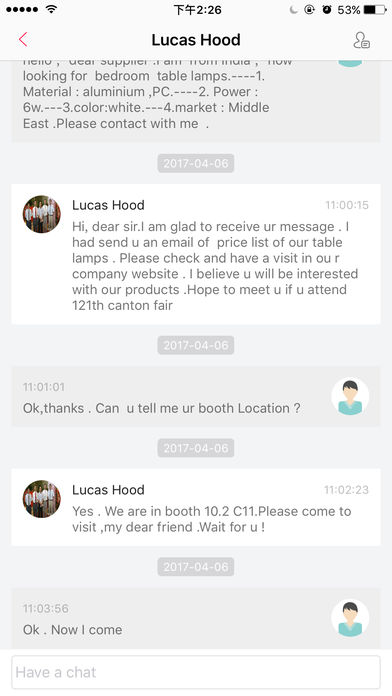 下午2:26
53%
Lucas Hood
hello , dear supplier .I am from India , now
looking for bedroom table lamps.----1.
Material : aluminium ,PC.----2. Power :
6w.---3.color:white.---4.market : Middle
East .Please contact with me .
2017-04-06
Lucas Hood 11:00:15
Hi, dear sir.I am glad to receive ur message . I
had send u an email of price list of our table
lamps . Please check and have a visit in ou r
company website . I believe u will be interested
with our products .Hope to meet u if u attend
121th canton fair
2017-04-06
11:01:01
Ok,thanks . Can u tell me ur booth Location ?
2017-04-06
Lucas Hood 11:02:23
Yes . We are in booth 10.2 C11.Please come to
visit ,my dear friend .Wait for u !
2017-04-06
11:03:56
Ok . Now I come
Have a chat